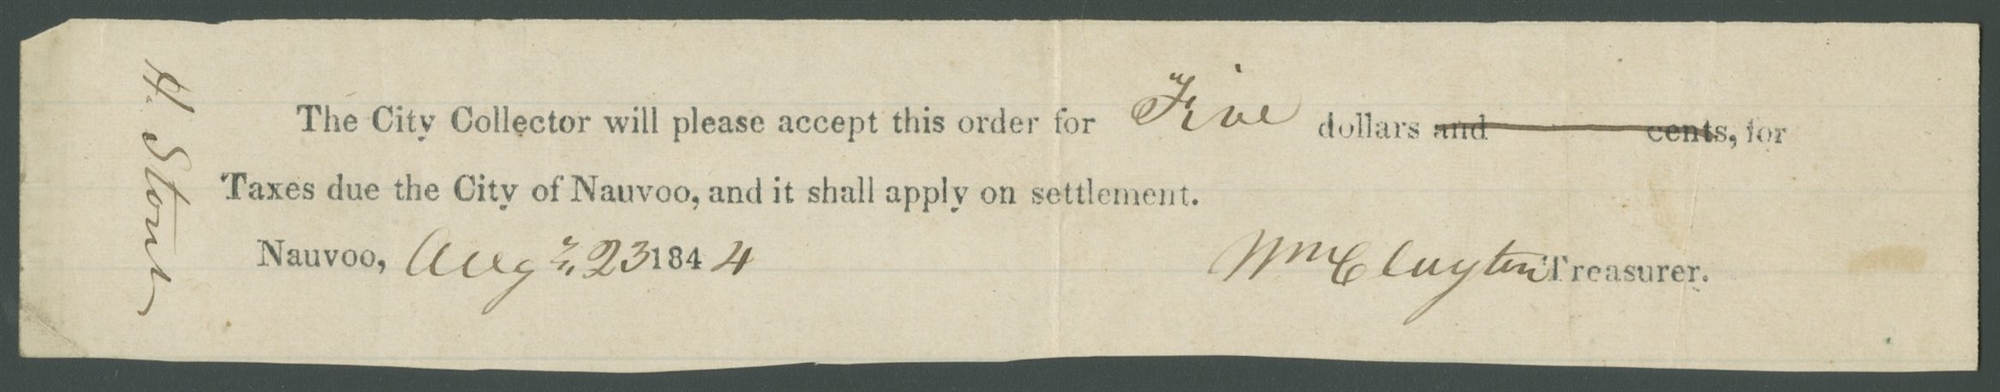 H. Stout
The City Collector will please accept this order for Five dollars and cents, for
Taxes due the City of Nauvoo, and it shall apply on settlement.
Nauvoo, Augt, 23 1844 Wm Clayton Treasurer.